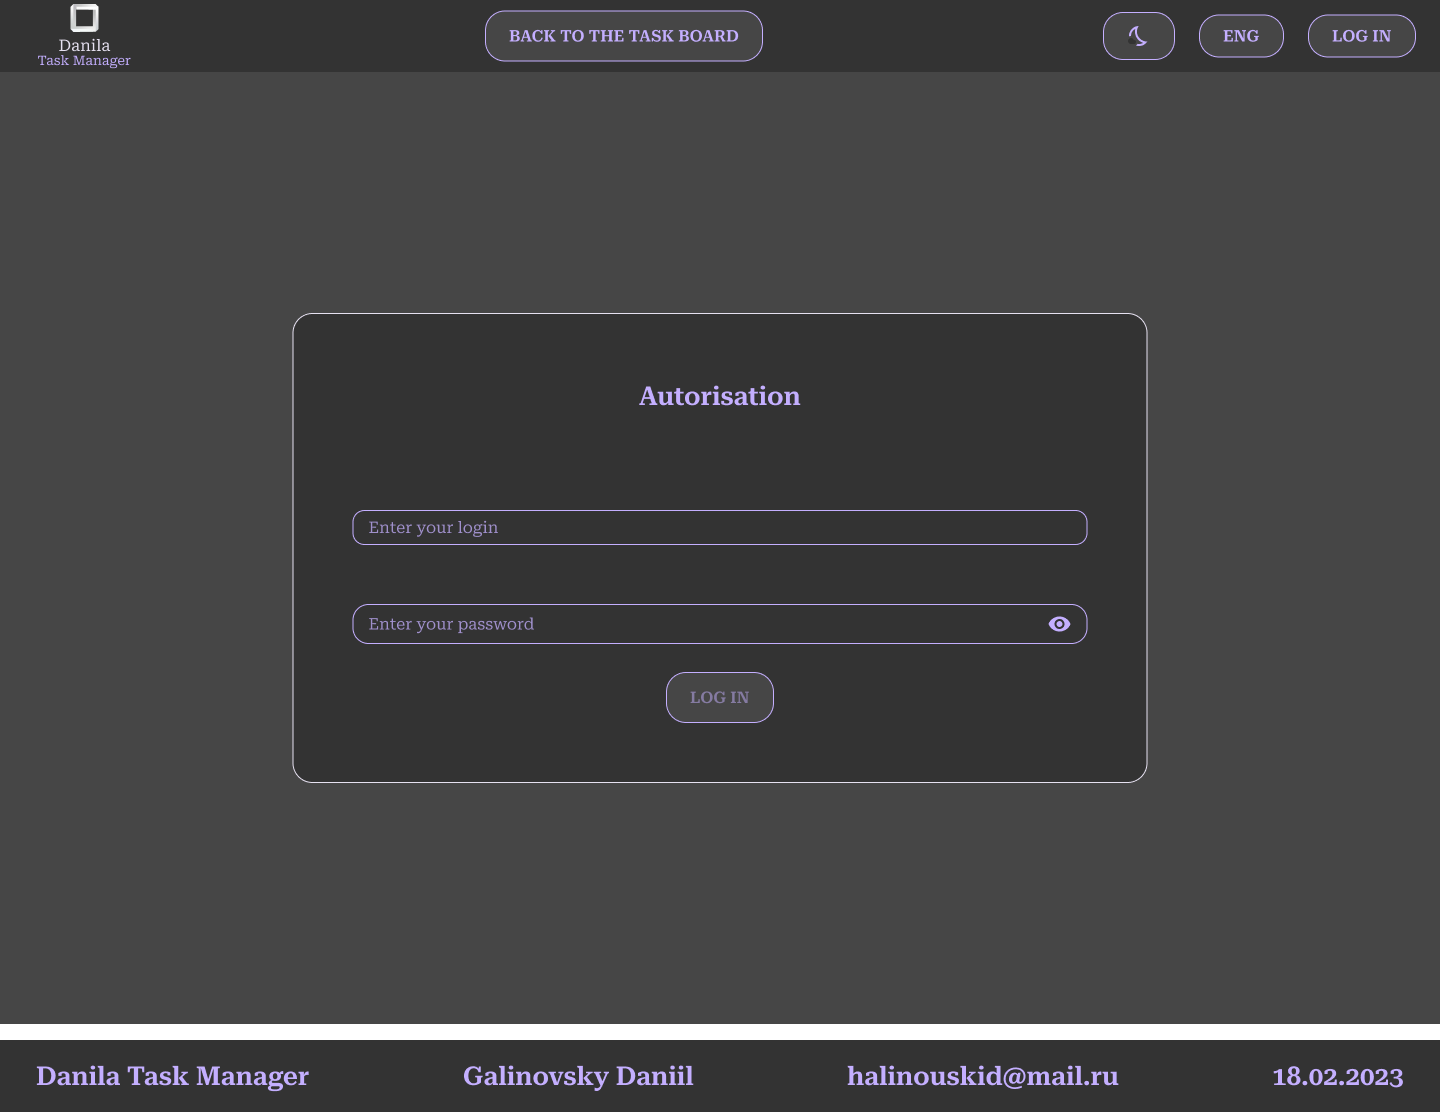 Danila
Task Manager
BACK TO THE TASK BOARD
ENG
LOG IN
Autorisation
Enter your login
Enter your password
LOG IN
Danila Task Manager
Galinovsky Daniil
halinouskid@mail.ru
18.02.2023